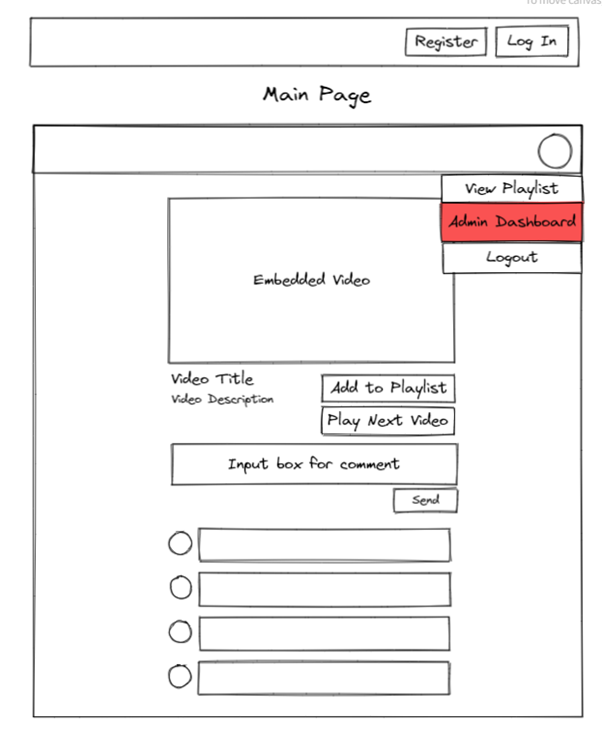 To move canvas
Register
Log In
Main Page
View Playlist
Admin Dashboard
Logout
Embedded Video
Video Title
Video Description
Add to Playlist
Play Next Video
Input box for comment
Send